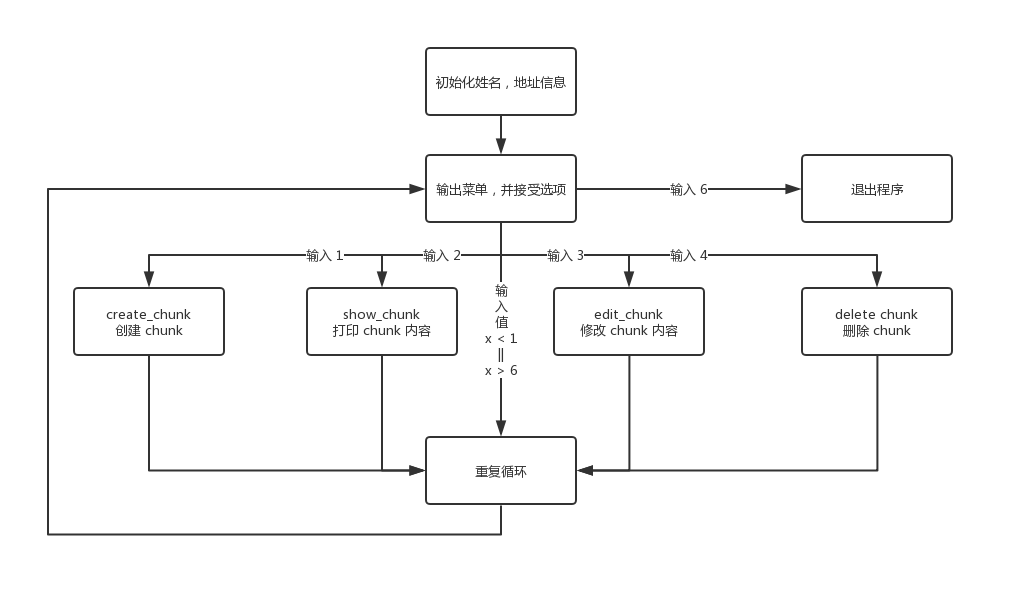 初始化姓名，地址信息
输出菜单，并接受选项
输入 6
退出程序
输入 1
输入 2
输入 3
输入 4
输
入
值
x < 1
||
x > 6
create_chunk
创建 chunk
show_chunk
打印 chunk 内容
edit_chunk
修改 chunk 内容
delete chunk
删除 chunk
重复循环